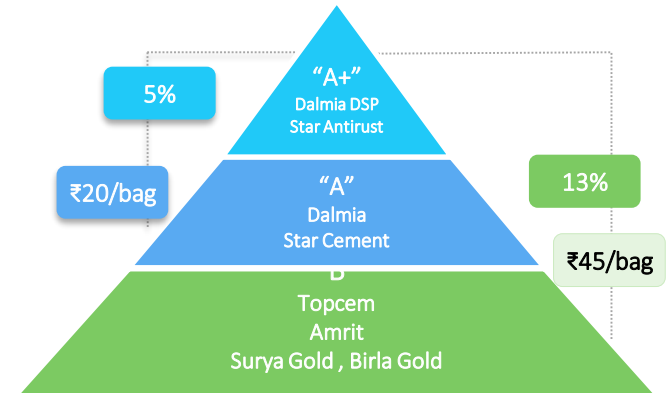 “A+”
Dalmia DSP
Star Antirust
5%
₹20/bag
“A”
Dalmia
Star Cement
13%
₹45/bag
B
Topcem
Amrit
Surya Gold , Birla Gold